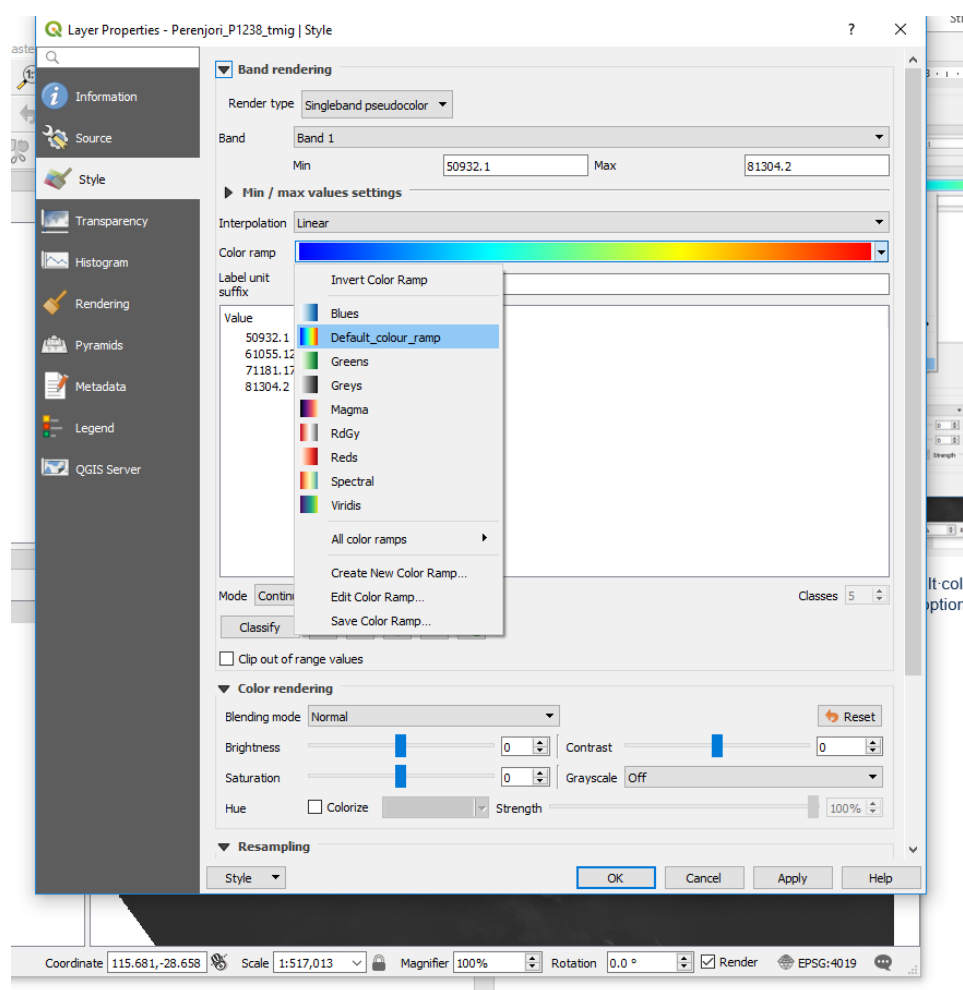 Layer Properties - Perenjori_P1238_tmig | Style
?
Information
Source
Style
Transparency
Histogram
Rendering
Pyramids
Metadata
Legend
QGIS Server
Band rendering
Render type Singleband pseudocolor
Band Band 1
Min 50932.1 Max 81304.2
Min / max values settings
Interpolation Linear
Color ramp
Label unit
suffix
Value
50932.1
61055.12
71181.17
81304.2
Invert Color Ramp
Blues
Default_colour_ramp
Greens
Greys
Magma
RdGy
Reds
Spectral
Viridis
All color ramps
Create New Color Ramp...
Edit Color Ramp...
Save Color Ramp...
Mode Contin
Classes 5
Classify
Clip out of range values
Color rendering
Blending mode Normal
Reset
Brightness 0 Contrast 0
Saturation 0 Grayscale Off
Hue Colorize Strength 100%
Resampling
Style
OK Cancel Apply Help
Coordinate 115.681,-28.658 Scale 1:517,013 Magnifier 100% Rotation 0.0 ° Render EPSG:4019
lt·col
option
Strength